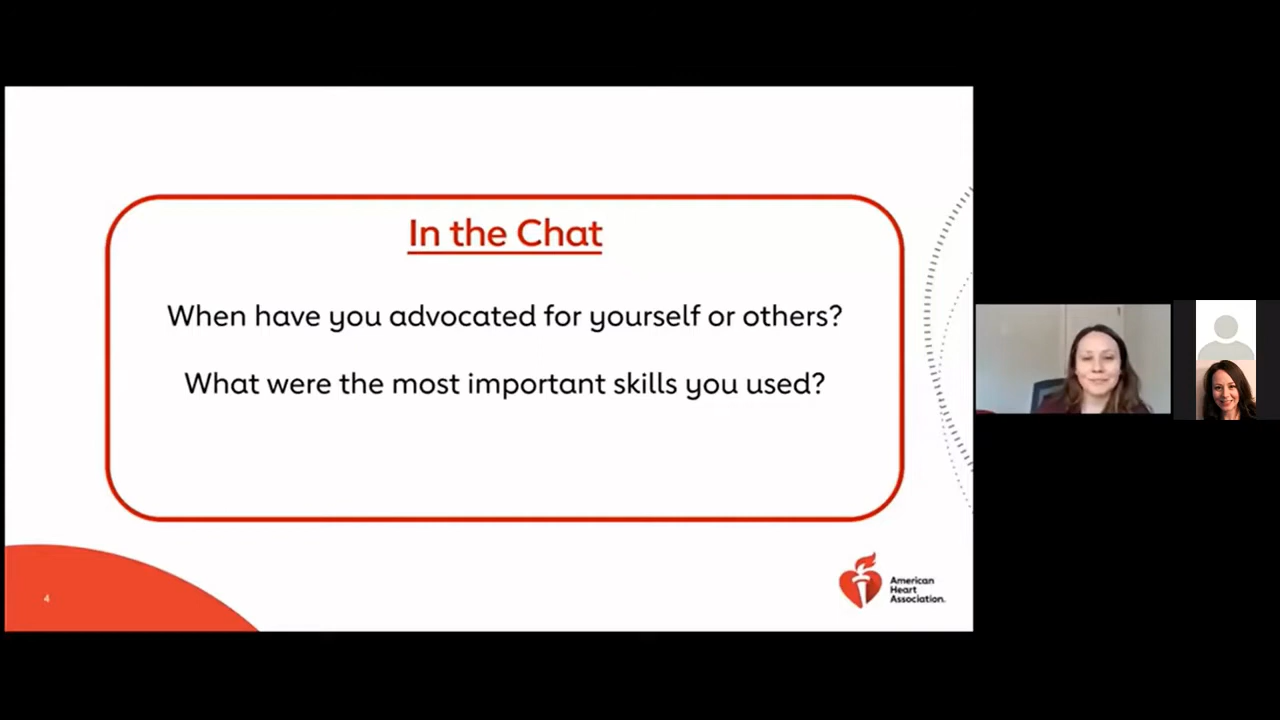 In the Chat
When have you advocated for yourself or others?
What were the most important skills you used?
4
American
Heart
Association.